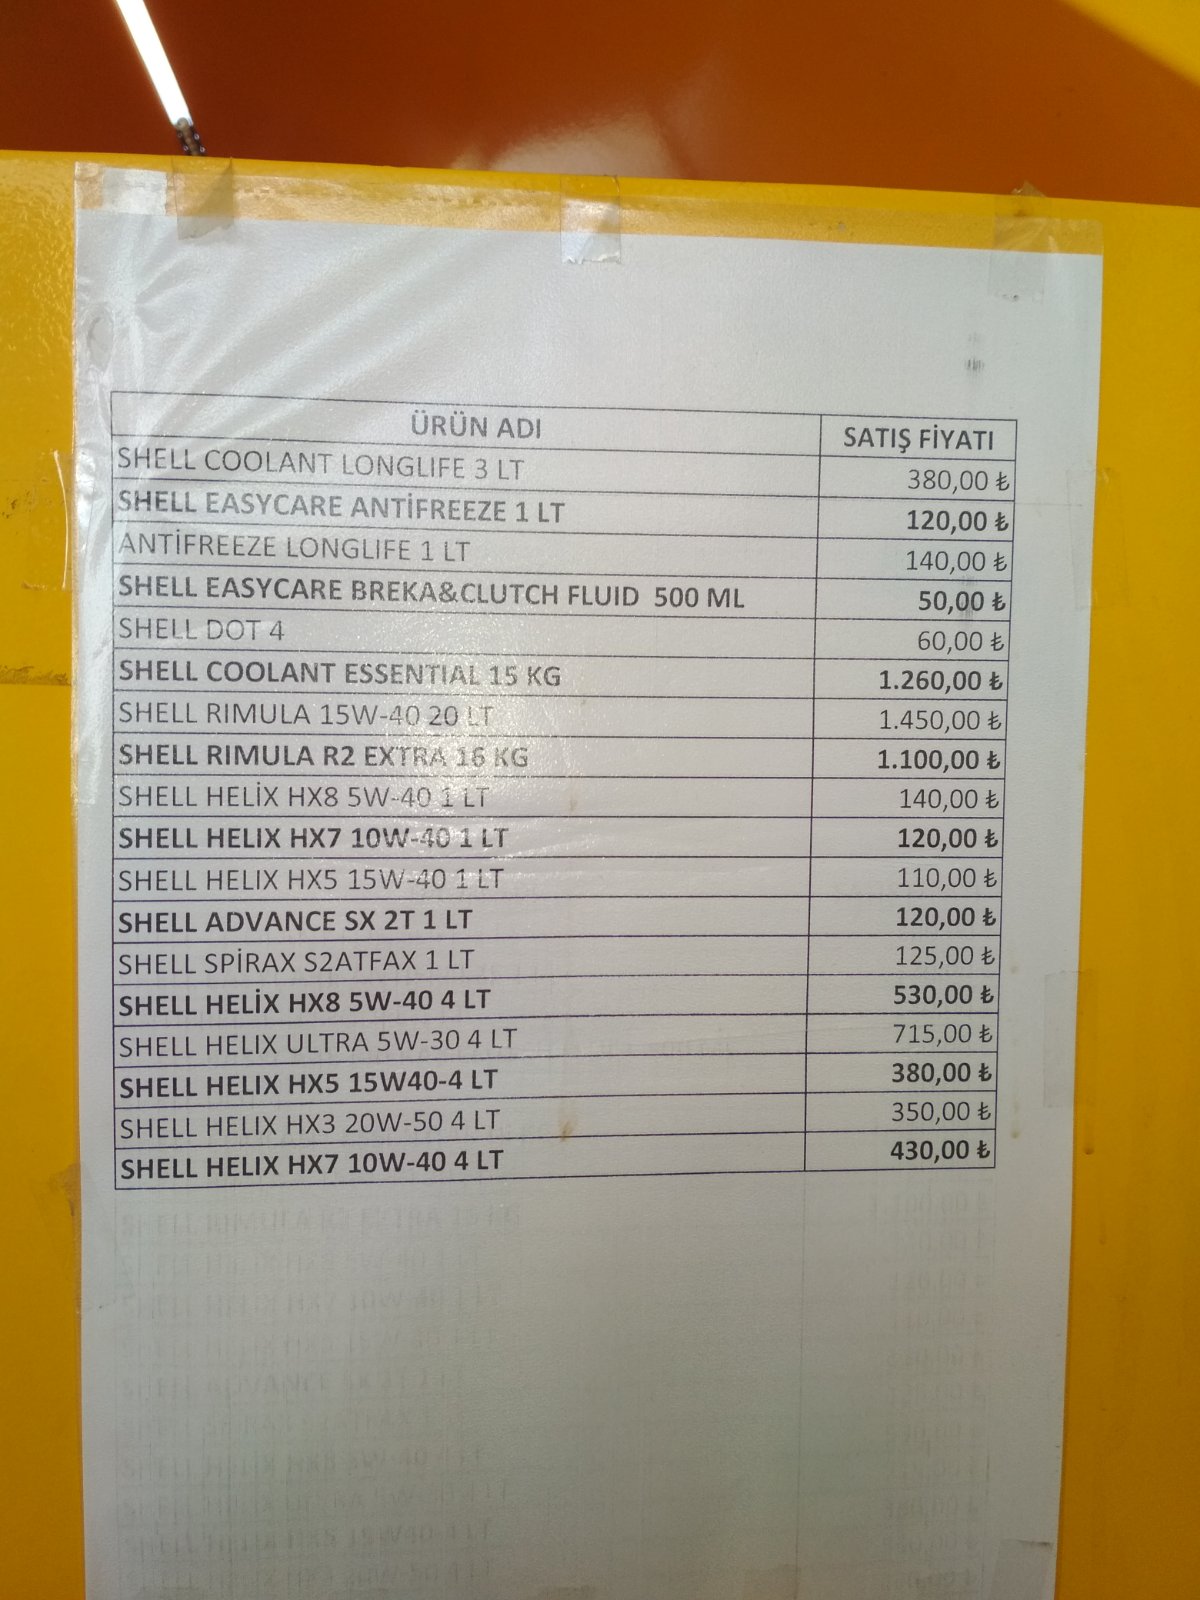 ÜRÜN ADI SATIŞ FİYATI
SHELL COOLANT LONGLIFE 3 LT 380,00 ₺
SHELL EASYCARE ANTİFREEZE 1 LT 120,00 ₺
ANTİFREEZE LONGLIFE 1 LT 140,00 ₺
SHELL EASYCARE BREKA&CLUTCH FLUID 500 ML 50,00 ₺
SHELL DOT 4 60,00 ₺
SHELL COOLANT ESSENTIAL 15 KG 1.260,00 ₺
SHELL RIMULA 15W-40 20 LT 1.450,00 ₺
SHELL RIMULA R2 EXTRA 16 KG 1.100,00 ₺
SHELL HELİX HX8 5W-40 1 LT 140,00 ₺
SHELL HELIX HX7 10W-40 1 LT 120,00 ₺
SHELL HELIX HX5 15W-40 1 LT 110,00 ₺
SHELL ADVANCE SX 2T 1 LT 120,00 ₺
SHELL SPİRAX S2ATFAX 1 LT 125,00 ₺
SHELL HELİX HX8 5W-40 4 LT 530,00 ₺
SHELL HELIX ULTRA 5W-30 4 LT 715,00 ₺
SHELL HELIX HX5 15W40-4 LT 380,00 ₺
SHELL HELIX HX3 20W-50 4 LT 350,00 ₺
SHELL HELIX HX7 10W-40 4 LT 430,00 ₺